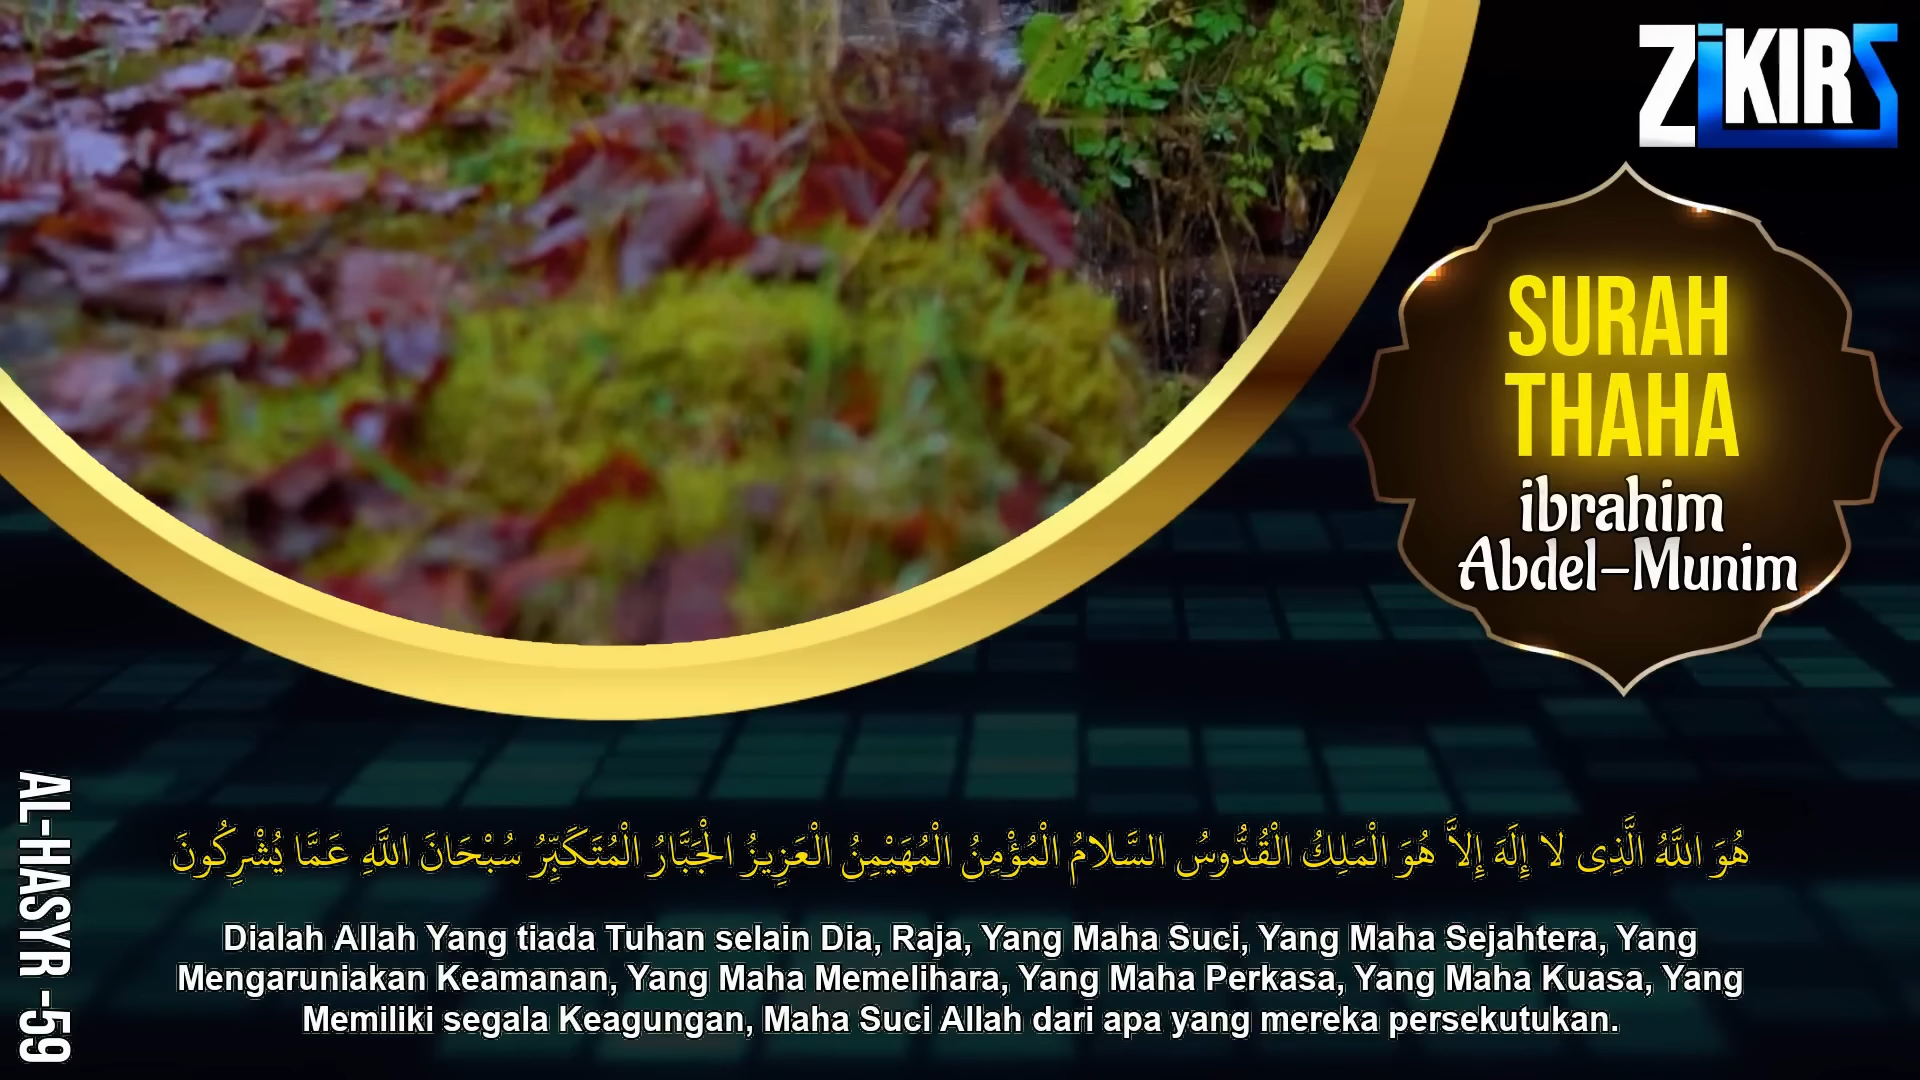 ZiKIRS
SURAH
THAHA
ibrahim
Abdel-Munim
هُوَ اللَّهُ الَّذِى لا إِلَهَ إِلاَّ هُوَ الْمَلِكُ الْقُدُّوسُ السَّلامُ الْمُؤْمِنُ الْمُهَيْمِنُ الْعَزِيزُ الْجَبَّارُ الْمُتَكَبِّرُ سُبْحَانَ اللَّهِ عَمَّا يُشْرِكُونَ
Dialah Allah Yang tiada Tuhan selain Dia, Raja, Yang Maha Suci, Yang Maha Sejahtera, Yang
Mengaruniakan Keamanan, Yang Maha Memelihara, Yang Maha Perkasa, Yang Maha Kuasa, Yang
Memiliki segala Keagungan, Maha Suci Allah dari apa yang mereka persekutukan.
AL-HASYR -59